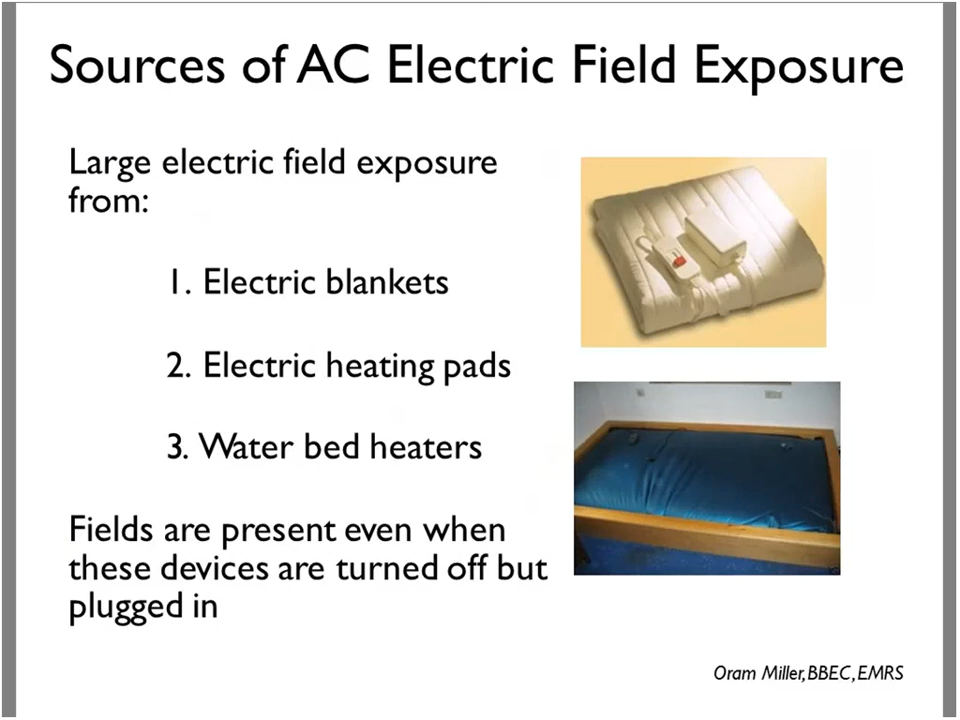 Sources of AC Electric Field Exposure
Large electric field exposure
from:
1. Electric blankets
2. Electric heating pads
3. Water bed heaters
Fields are present even when
these devices are turned off but
plugged in
Oram Miller, BBEC, EMRS